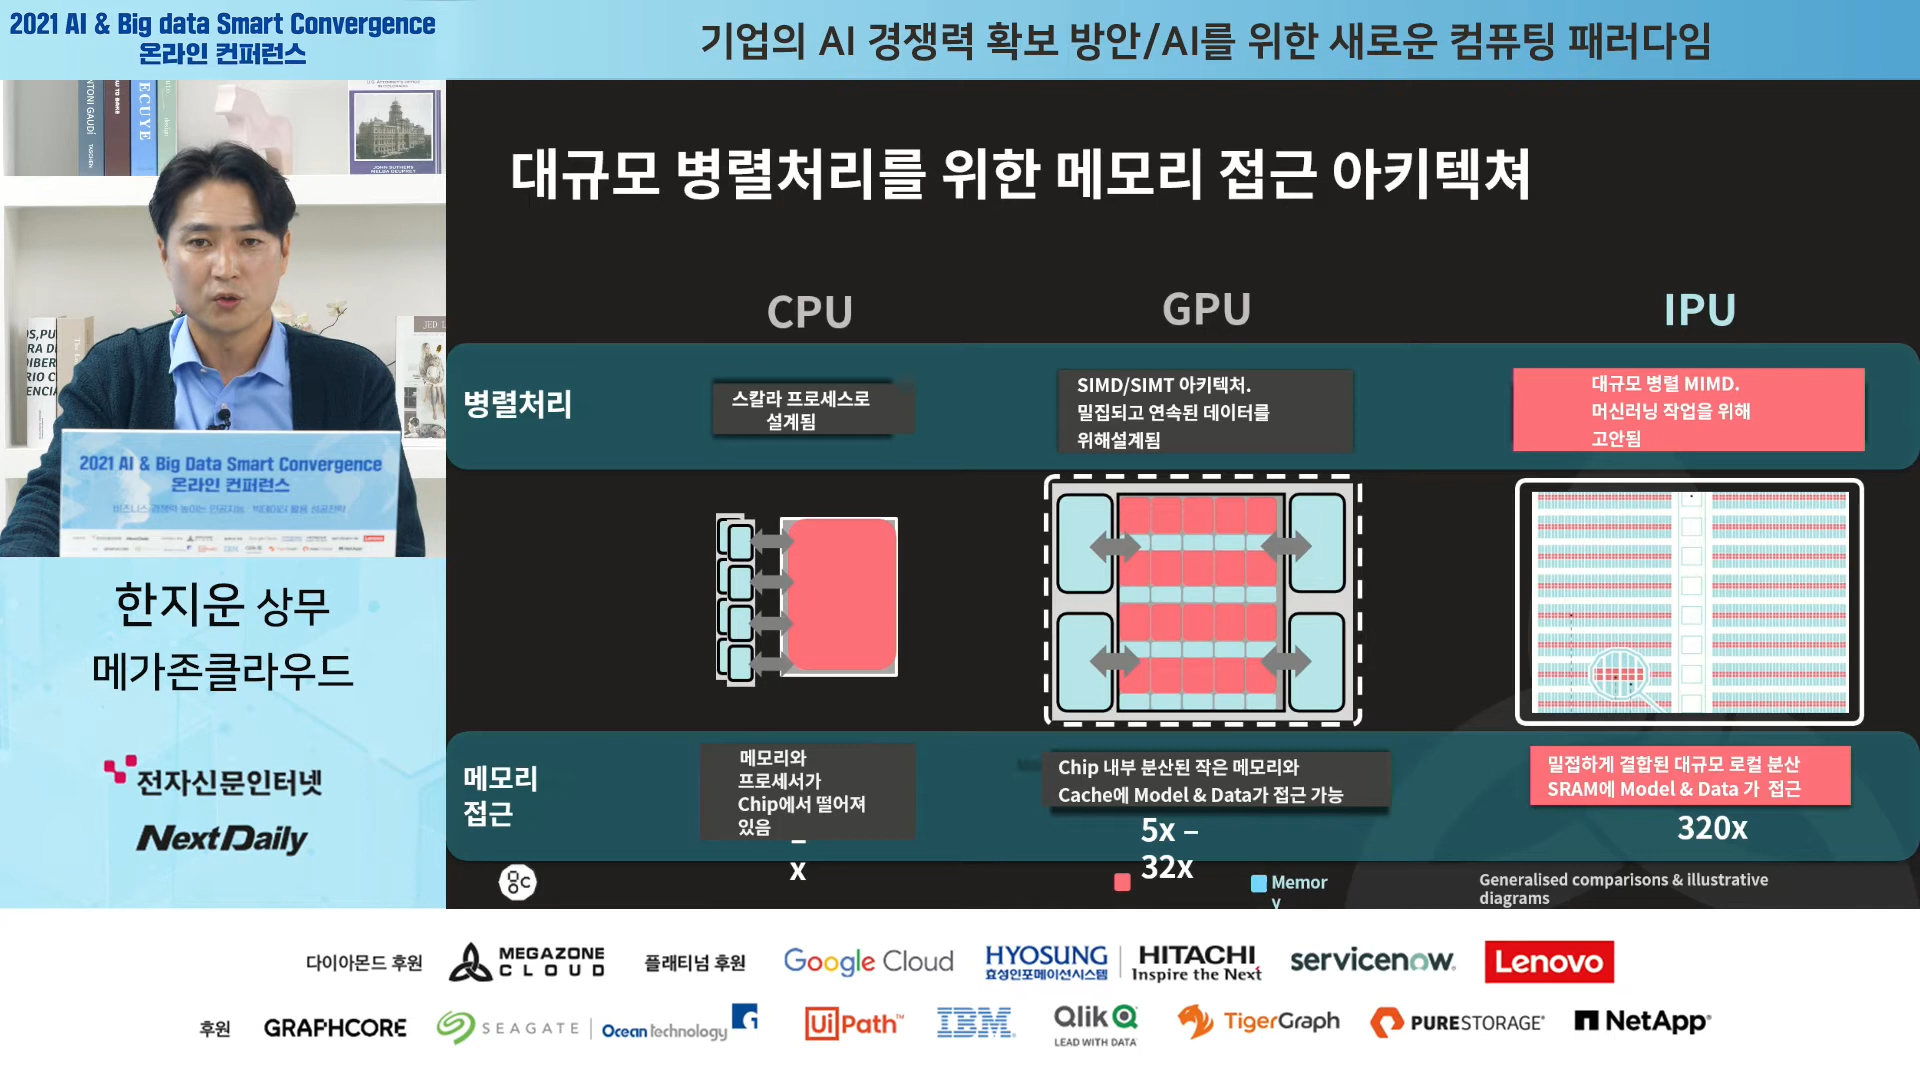 2021 AI & Big data Smart Convergence
온라인 컨퍼런스
기업의 AI 경쟁력 확보 방안/AI를 위한 새로운 컴퓨팅 패러다임
NTONI GAUDÍ
TASCHEN
ECUYE
JOHN SUTHERS
JED
2021 AI & Big Data Smart Convergence
온라인 컨퍼런스
한지운 상무
메가존클라우드
전자신문인터넷
NextDaily
대규모 병렬처리를 위한 메모리 접근 아키텍쳐
CPU
GPU
IPU
병렬처리
스칼라 프로세스로
설계됨
SIMD/SIMT 아키텍처.
밀집되고 연속된 데이터를
위해설계됨
대규모 병렬 MIMD.
머신러닝 작업을 위해
고안됨
메모리
접근
메모리와
프로세서가
Chip에서 떨어져
있음
–
x
Chip 내부 분산된 작은 메모리와
Cache에 Model & Data가 접근 가능
5x –
32x
밀접하게 결합된 대규모 로컬 분산
SRAM에 Model & Data 가 접근
320x
gc
Memor
y
Generalised comparisons & illustrative
diagrams
다이아몬드 후원
MEGAZONE
CLOUD
플래티넘 후원
Google Cloud
HYOSUNG
효성인포메이션시스템
HITACHI
Inspire the Next
servicenow.
Lenovo
후원
GRAPHCORE
SEAGATE
Ocean technology
UiPath™
IBM
Qlik
LEAD WITH DATA
TigerGraph
PURESTORAGE
NetApp